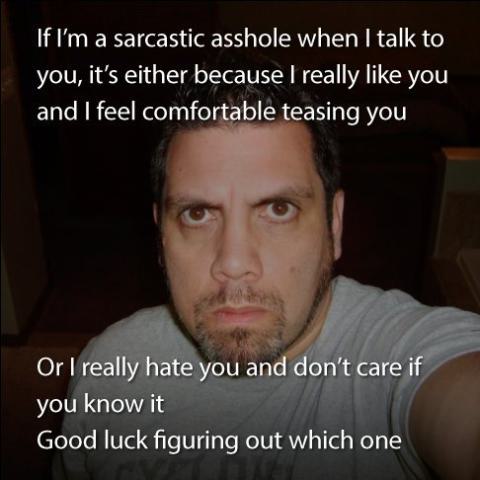 If I'm a sarcastic asshole when I talk to
you, it's either because I really like you
and I feel comfortable teasing you
Or I really hate you and don't care if
you know it
Good luck figuring out which one